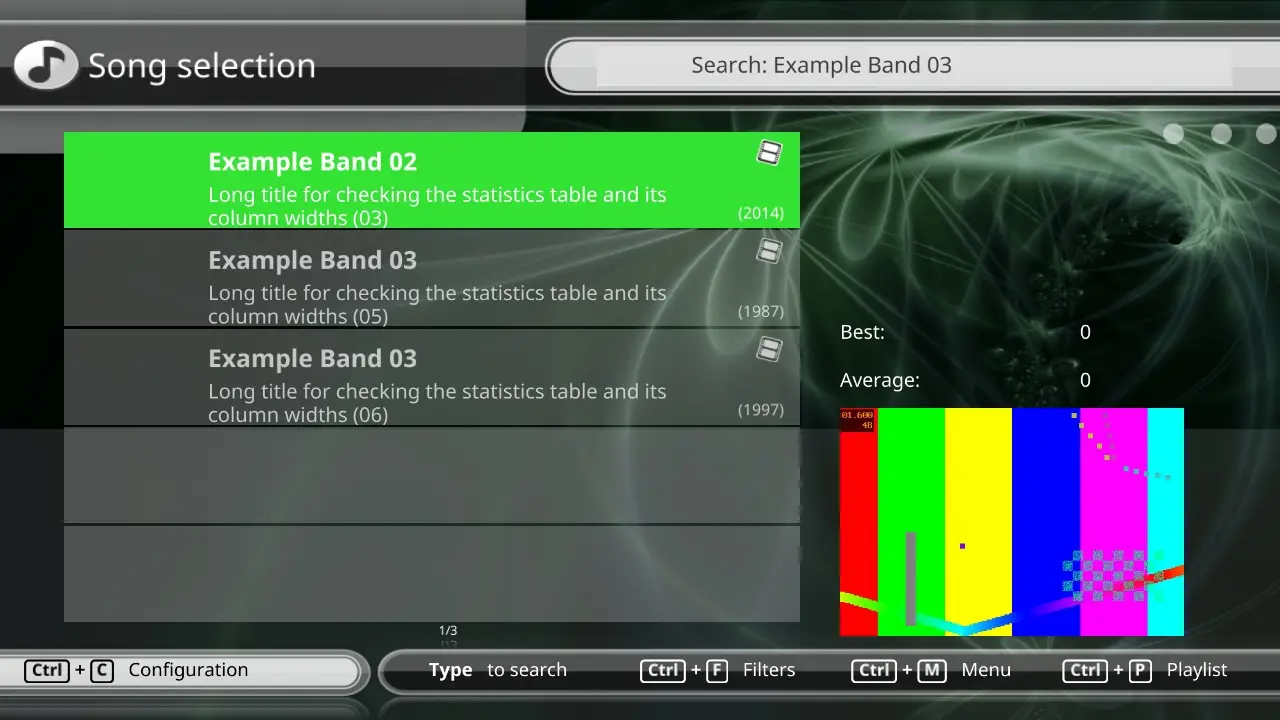 Song selection
Search: Example Band 03
Example Band 02
Long title for checking the statistics table and its
column widths (03)
(2014)
Example Band 03
Long title for checking the statistics table and its
column widths (05)
(1987)
Example Band 03
Long title for checking the statistics table and its
column widths (06)
(1997)
Best: 0
Average: 0
01.600
48
1/3
Ctrl + C Configuration
Type to search
Ctrl + F Filters
Ctrl + M Menu
Ctrl + P Playlist